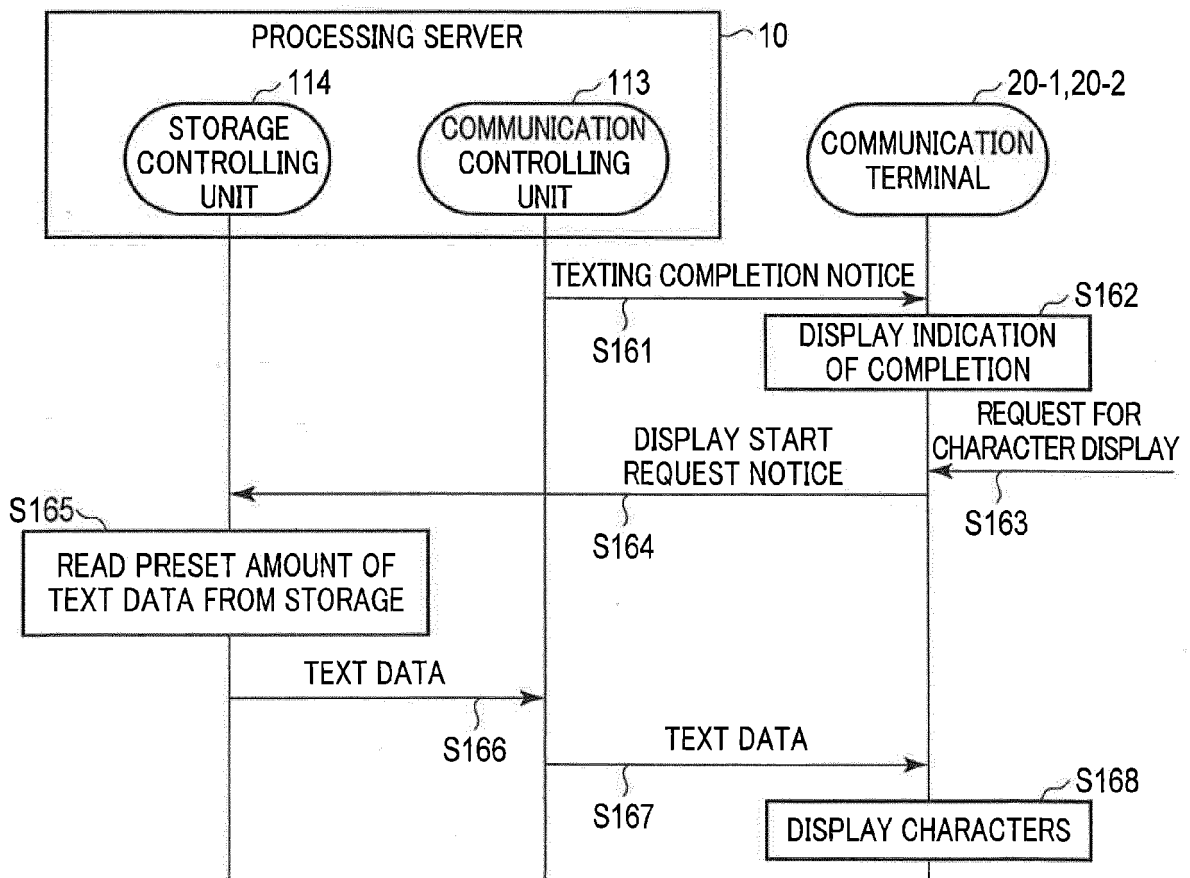 PROCESSING SERVER
10
114
113
20-1,20-2
STORAGE
CONTROLLING
UNIT
COMMUNICATION
CONTROLLING
UNIT
COMMUNICATION
TERMINAL
TEXTING COMPLETION NOTICE
S161
S162
DISPLAY INDICATION
OF COMPLETION
REQUEST FOR
CHARACTER DISPLAY
S163
DISPLAY START
REQUEST NOTICE
S164
S165
READ PRESET AMOUNT OF
TEXT DATA FROM STORAGE
TEXT DATA
S166
TEXT DATA
S167
S168
DISPLAY CHARACTERS